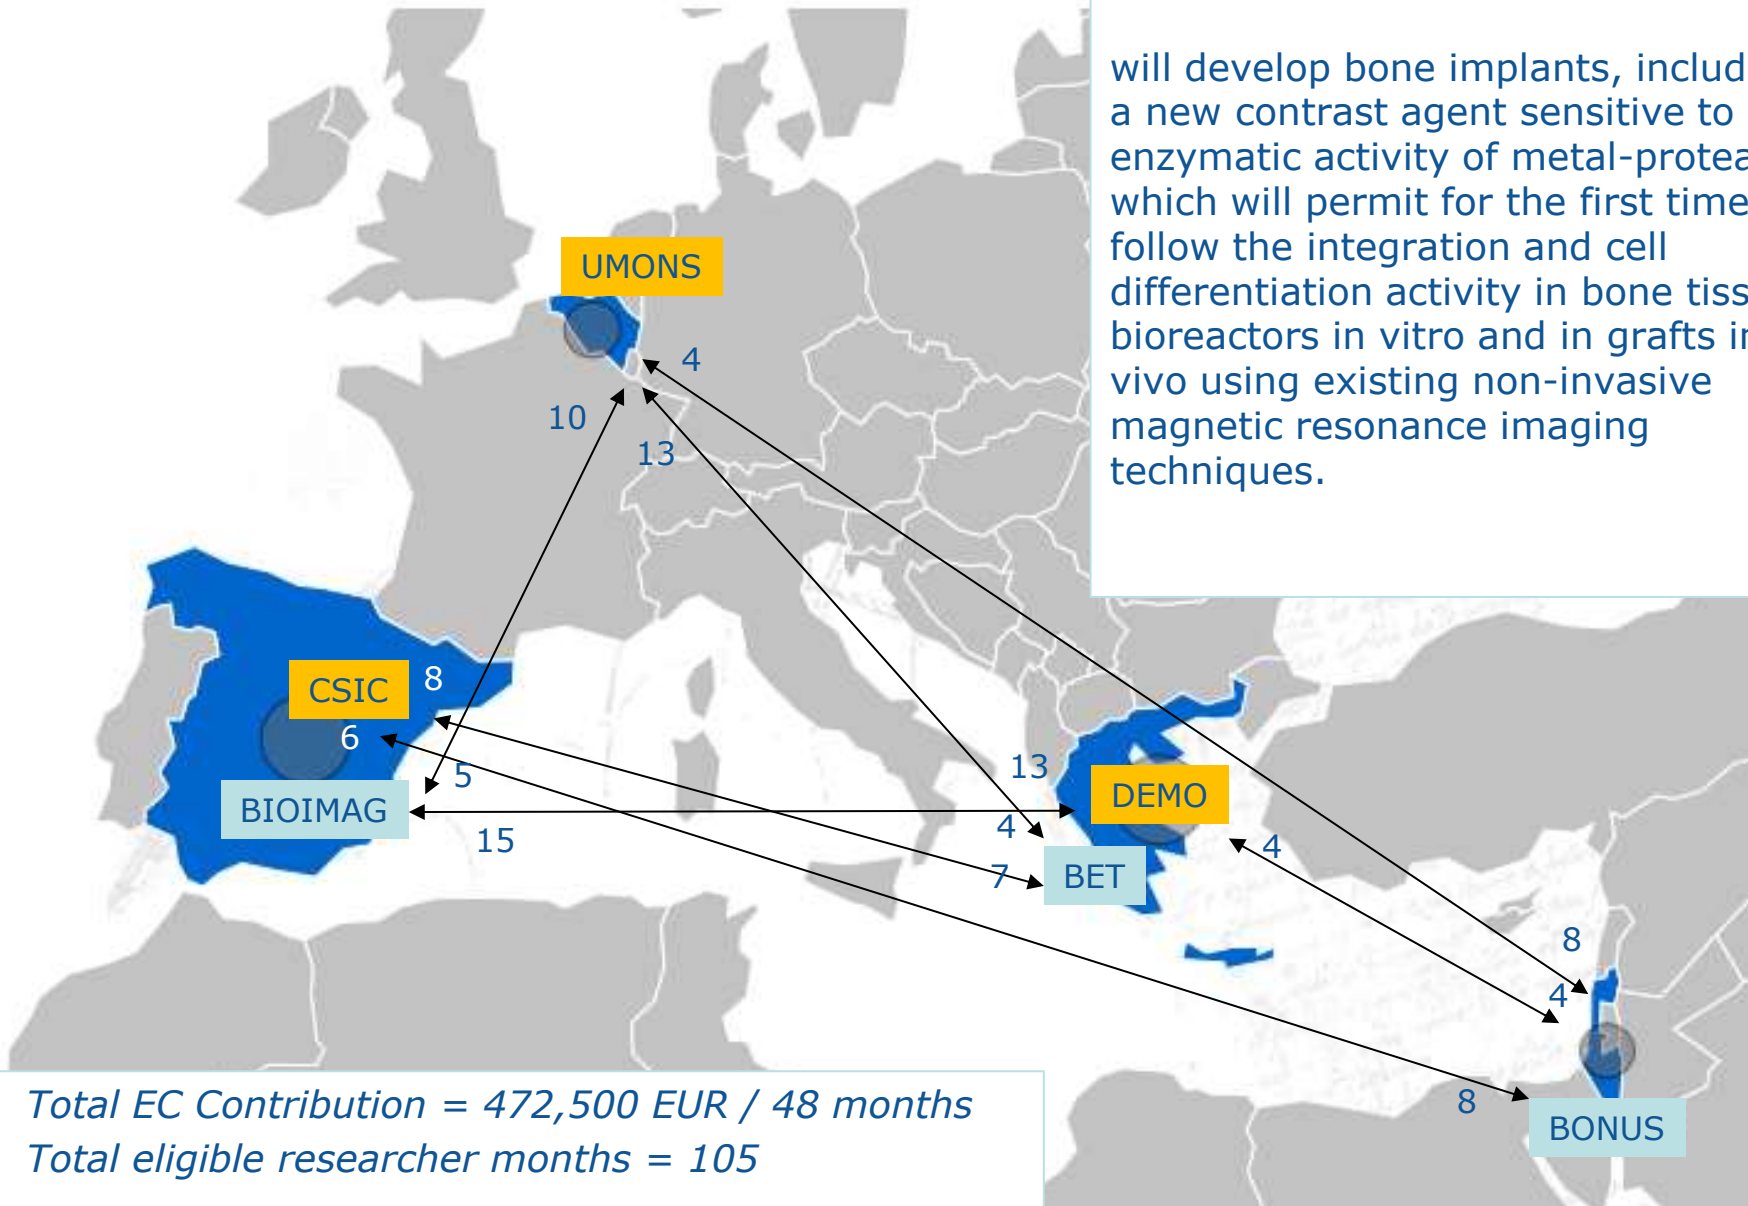 will develop bone implants, includ
a new contrast agent sensitive to
enzymatic activity of metal-protea
which will permit for the first time
follow the integration and cell
differentiation activity in bone tiss
bioreactors in vitro and in grafts in
vivo using existing non-invasive
magnetic resonance imaging
techniques.
UMONS
4
10
13
CSIC
8
6
5
BIOIMAG
15
13
DEMO
4
4
7
BET
8
4
8
BONUS
Total EC Contribution = 472,500 EUR / 48 months
Total eligible researcher months = 105